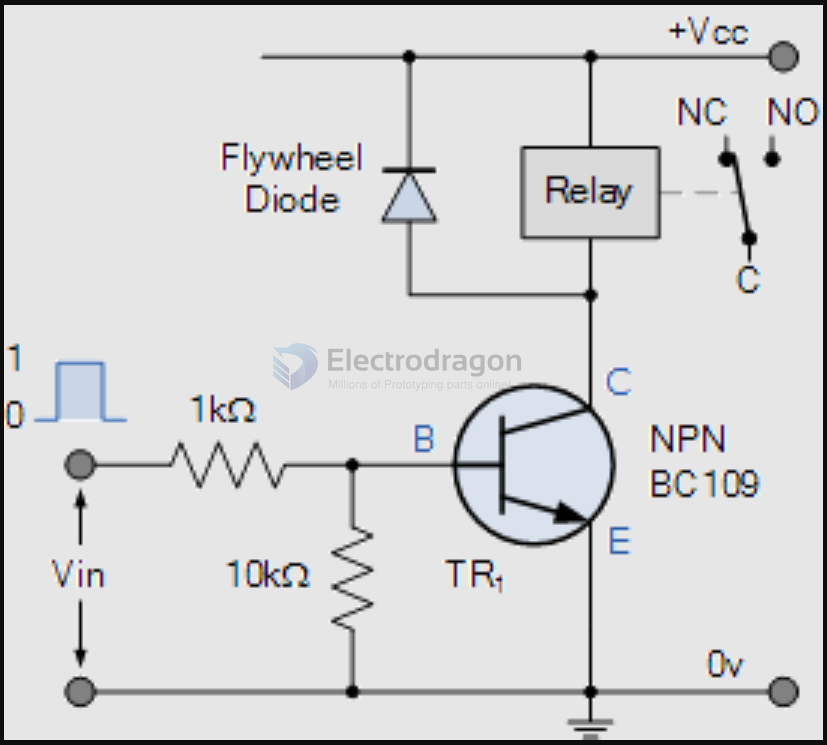 +Vcc
NC NO
Flywheel
Diode
Relay
C
Electrodragon
Millions of Prototyping parts online!
1
0
1kΩ
B
C
NPN
BC109
E
Vin
10kΩ
TR₁
0v